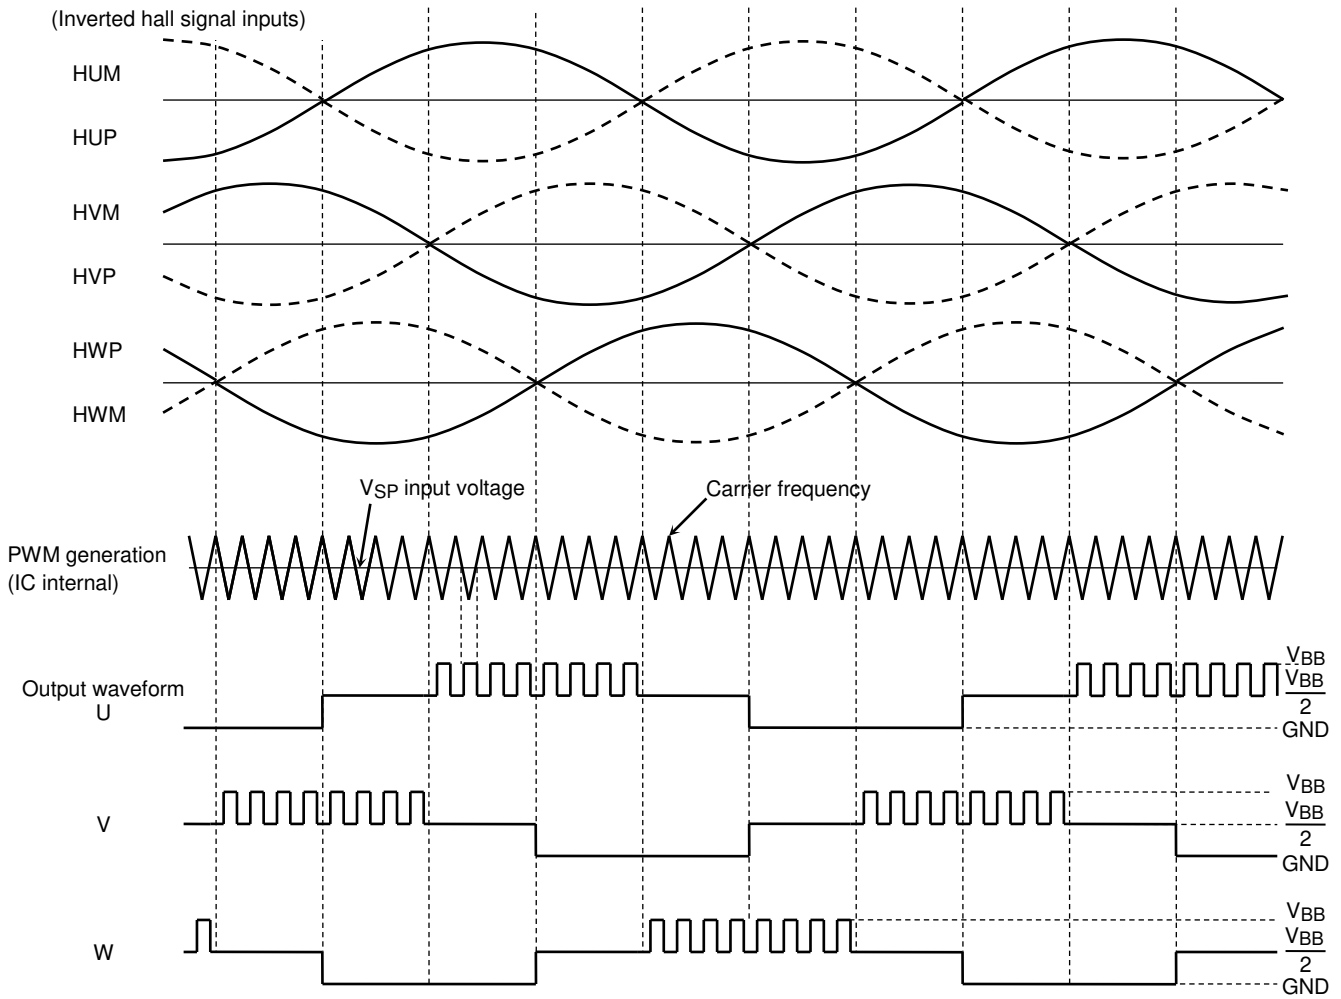 (Inverted hall signal inputs)
HUM
HUP
HVM
HVP
HWP
HWM
VSP input voltage
Carrier frequency
PWM generation
(IC internal)
Output waveform
U
VBB
VBB
2
GND
V
VBB
VBB
2
GND
W
VBB
VBB
2
GND